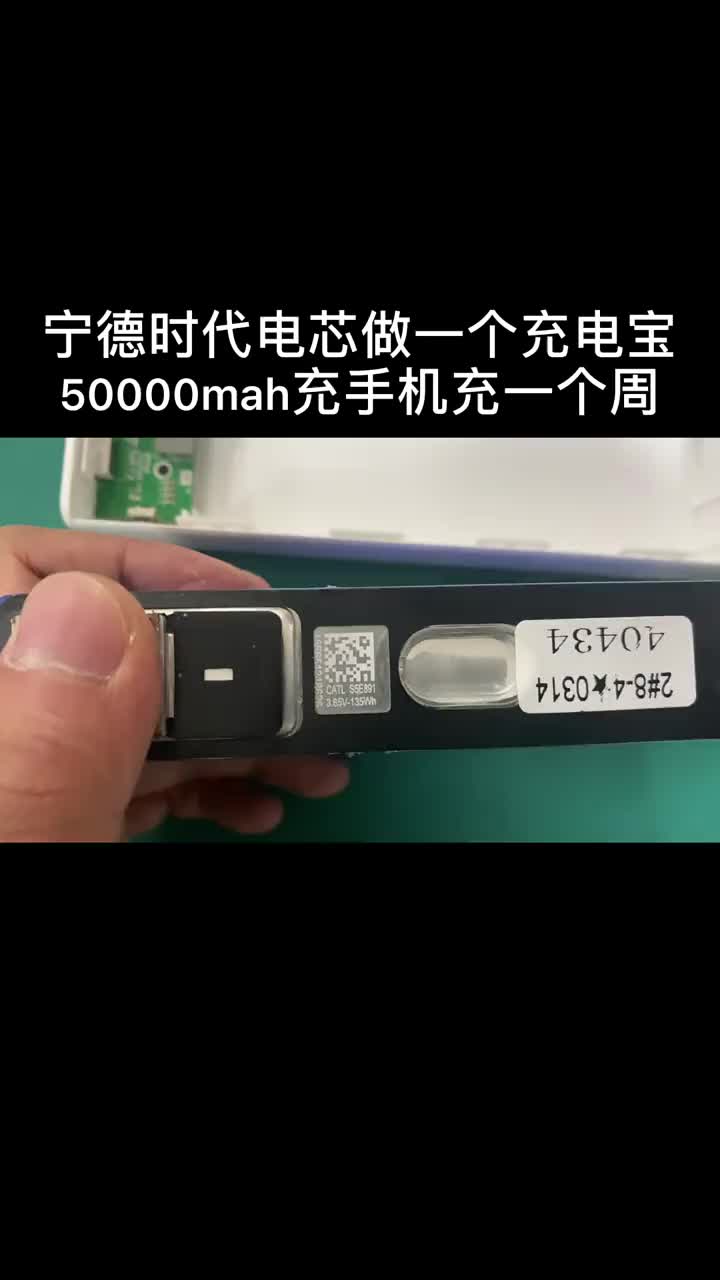 宁德时代电芯做一个充电宝
50000mah充手机充一个周
CATL S5E891
3.65V-135Wh
40434
2#8-4★0314